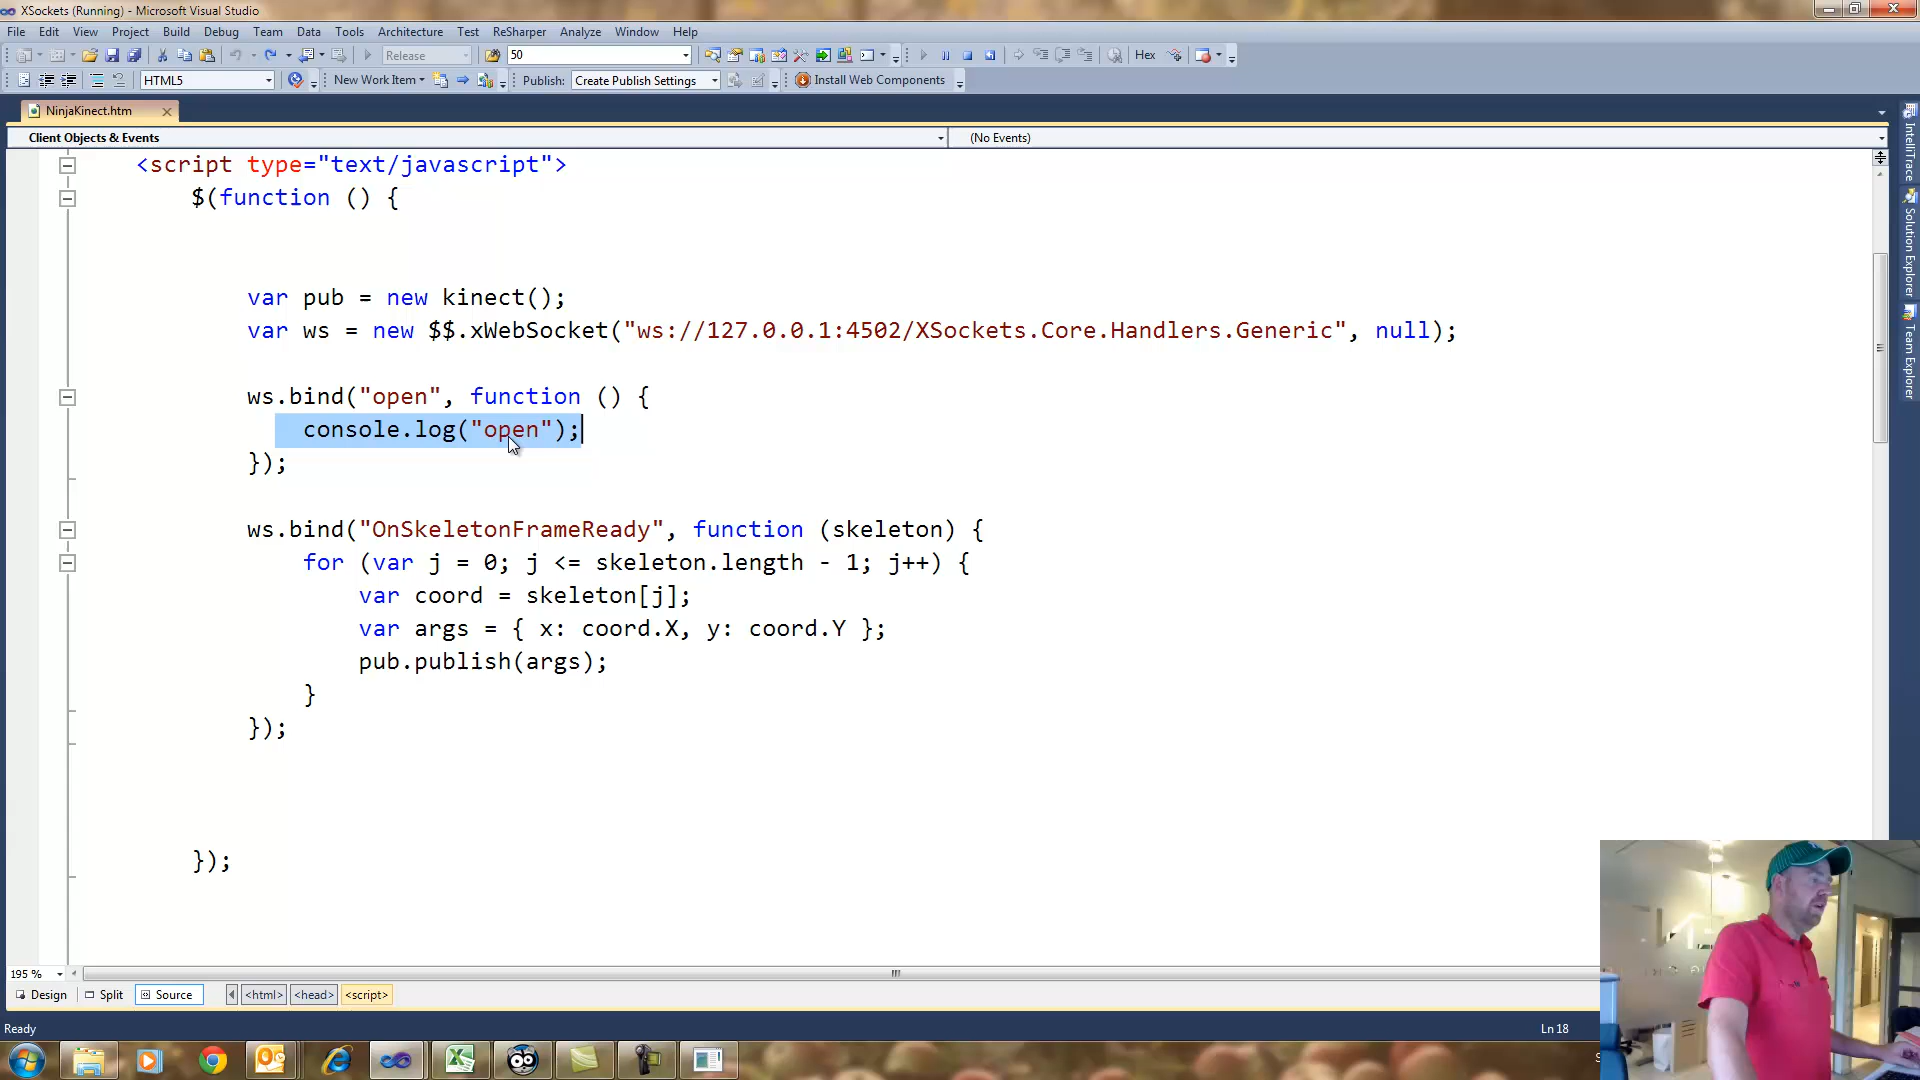 XSockets (Running) - Microsoft Visual Studio
File Edit View Project Build Debug Team Data Tools Architecture Test ReSharper Analyze Window Help
Release 50 Hex
HTML5 New Work Item Publish: Create Publish Settings Install Web Components
NinjaKinect.htm
Client Objects & Events (No Events)
<script type="text/javascript">
$(function () {
var pub = new kinect();
var ws = new $$.xWebSocket("ws://127.0.0.1:4502/XSockets.Core.Handlers.Generic", null);
ws.bind("open", function () {
console.log("open");
});
ws.bind("OnSkeletonFrameReady", function (skeleton) {
for (var j = 0; j <= skeleton.length - 1; j++) {
var coord = skeleton[j];
var args = { x: coord.X, y: coord.Y };
pub.publish(args);
}
});
});
195 %
Design Split Source <html> <head> <script>
Ready Ln 18
IntelliTrace
Solution Explorer
Team Explorer